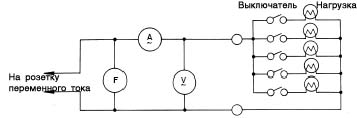 Выключатель Нагрузка
A
~
F
V
~
На розетку
переменного тока